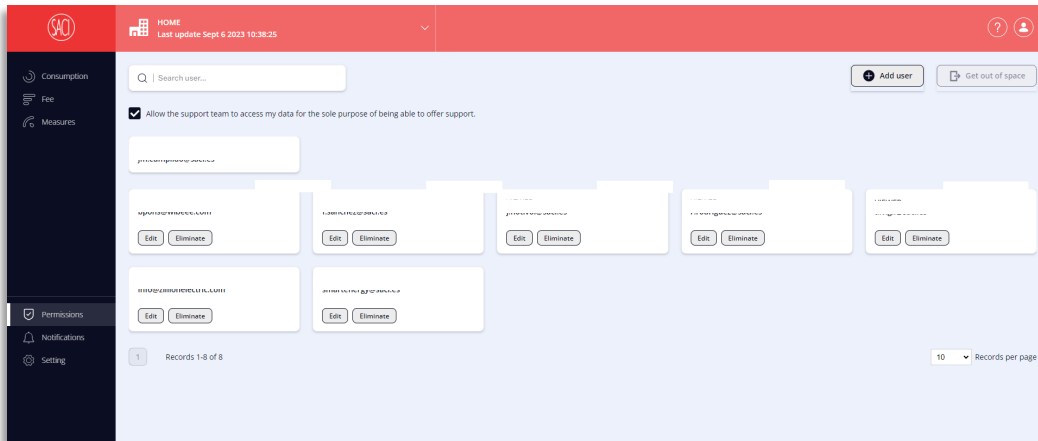 SACI
HOME
Last update Sept 6 2023 10:38:25
?
Consumption
Fee
Measures
Search user...
Add user
Get out of space
Allow the support team to access my data for the sole purpose of being able to offer support.
Edit Eliminate
Edit Eliminate
Edit Eliminate
Edit Eliminate
Edit Eliminate
Edit Eliminate
Edit Eliminate
Permissions
Notifications
Setting
1 Records 1-8 of 8
10 Records per page